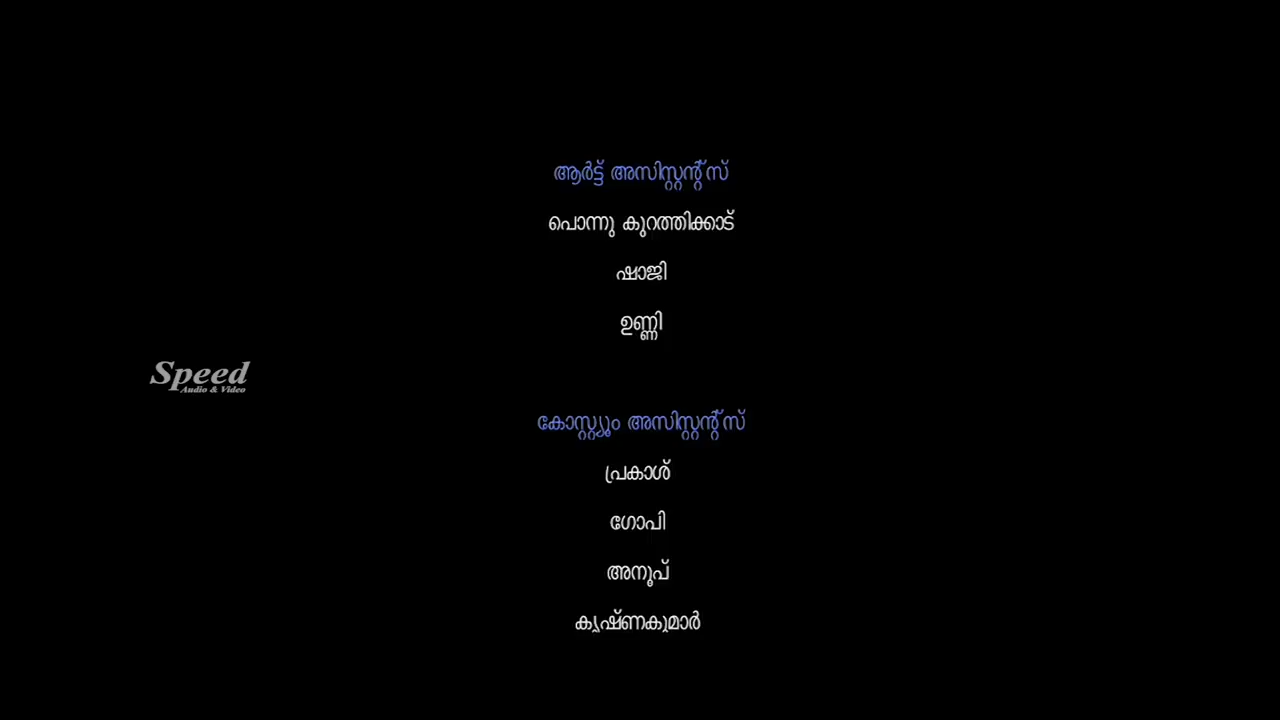 ആർട്ട് അസിസ്റ്റന്റ്സ്
പൊന്നു കുറത്തിക്കാട്
ഷാജി
ഉണ്ണി
Speed
Audio & Video
കോസ്റ്റ്യൂം അസിസ്റ്റന്റ്സ്
പ്രകാശ്
ഗോപി
അനൂപ്
കൃഷ്ണകുമാർ